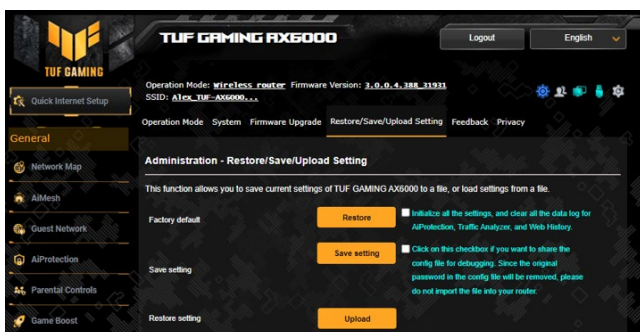 TUF GAMING AX6000
Logout
English
TUF GAMING
Operation Mode: Wireless router Firmware Version: 3.0.0.4.388_31931
SSID: Alex_TUF-AX6000...
Quick Internet Setup
Operation Mode System Firmware Upgrade Restore/Save/Upload Setting Feedback Privacy
General
Administration - Restore/Save/Upload Setting
Network Map
This function allows you to save current settings of TUF GAMING AX6000 to a file, or load settings from a file.
AiMesh
Factory default
Restore
Initialize all the settings, and clear all the data log for
AiProtection, Traffic Analyzer, and Web History.
Guest Network
Save setting
Save setting
Click on this checkbox if you want to share the
config file for debugging. Since the original
password in the config file will be removed, please
do not import the file into your router.
AiProtection
Parental Controls
Restore setting
Upload
Game Boost